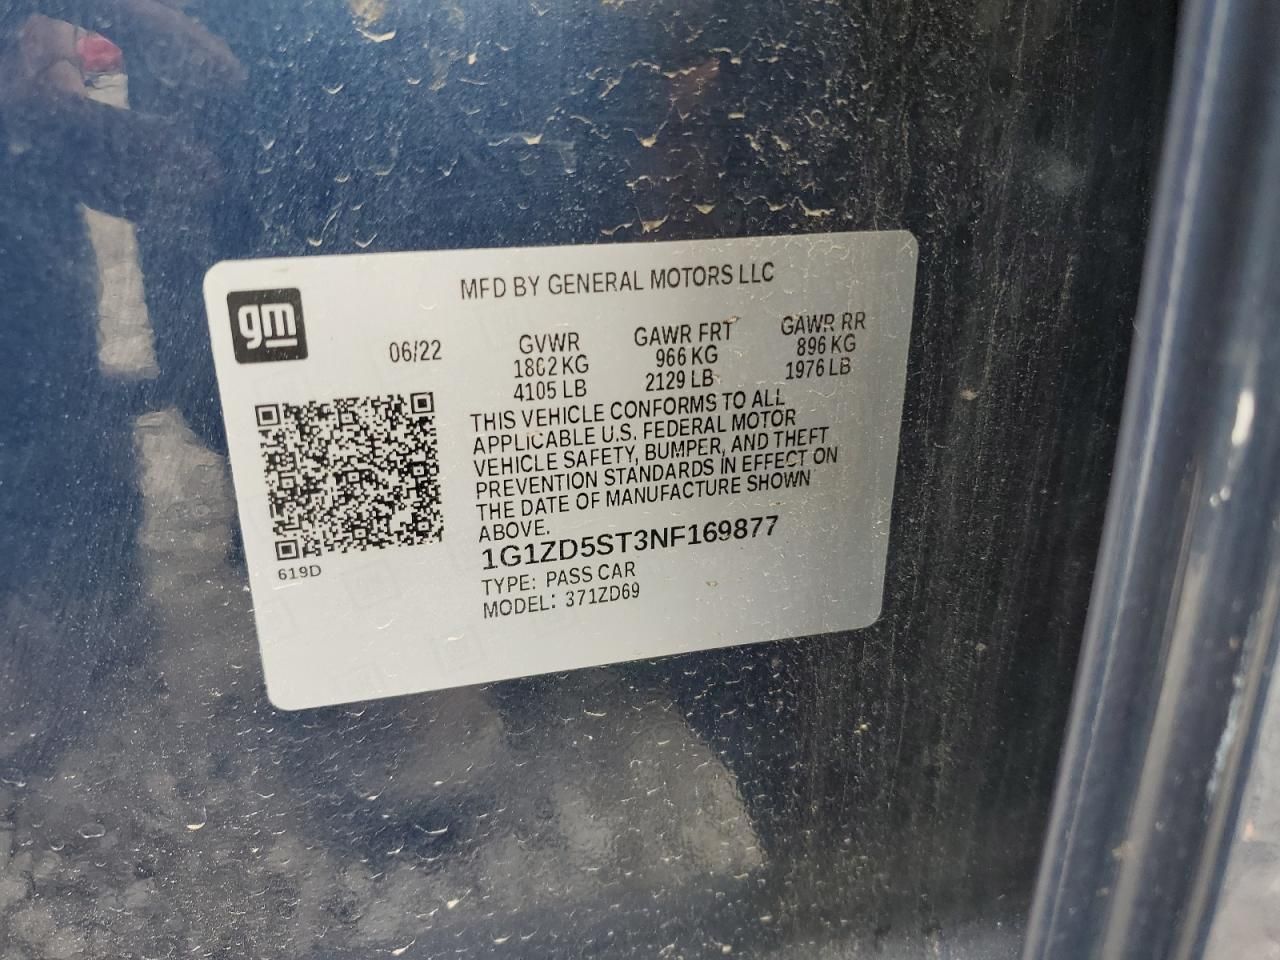 MFD BY GENERAL MOTORS LLC
gm
06/22
GVWR
1862 KG
4105 LB
GAWR FRT
966 KG
2129 LB
GAWR RR
896 KG
1976 LB
THIS VEHICLE CONFORMS TO ALL
APPLICABLE U.S. FEDERAL MOTOR
VEHICLE SAFETY, BUMPER, AND THEFT
PREVENTION STANDARDS IN EFFECT ON
THE DATE OF MANUFACTURE SHOWN
ABOVE.
1G1ZD5ST3NF169877
TYPE: PASS CAR
MODEL: 371ZD69
619D